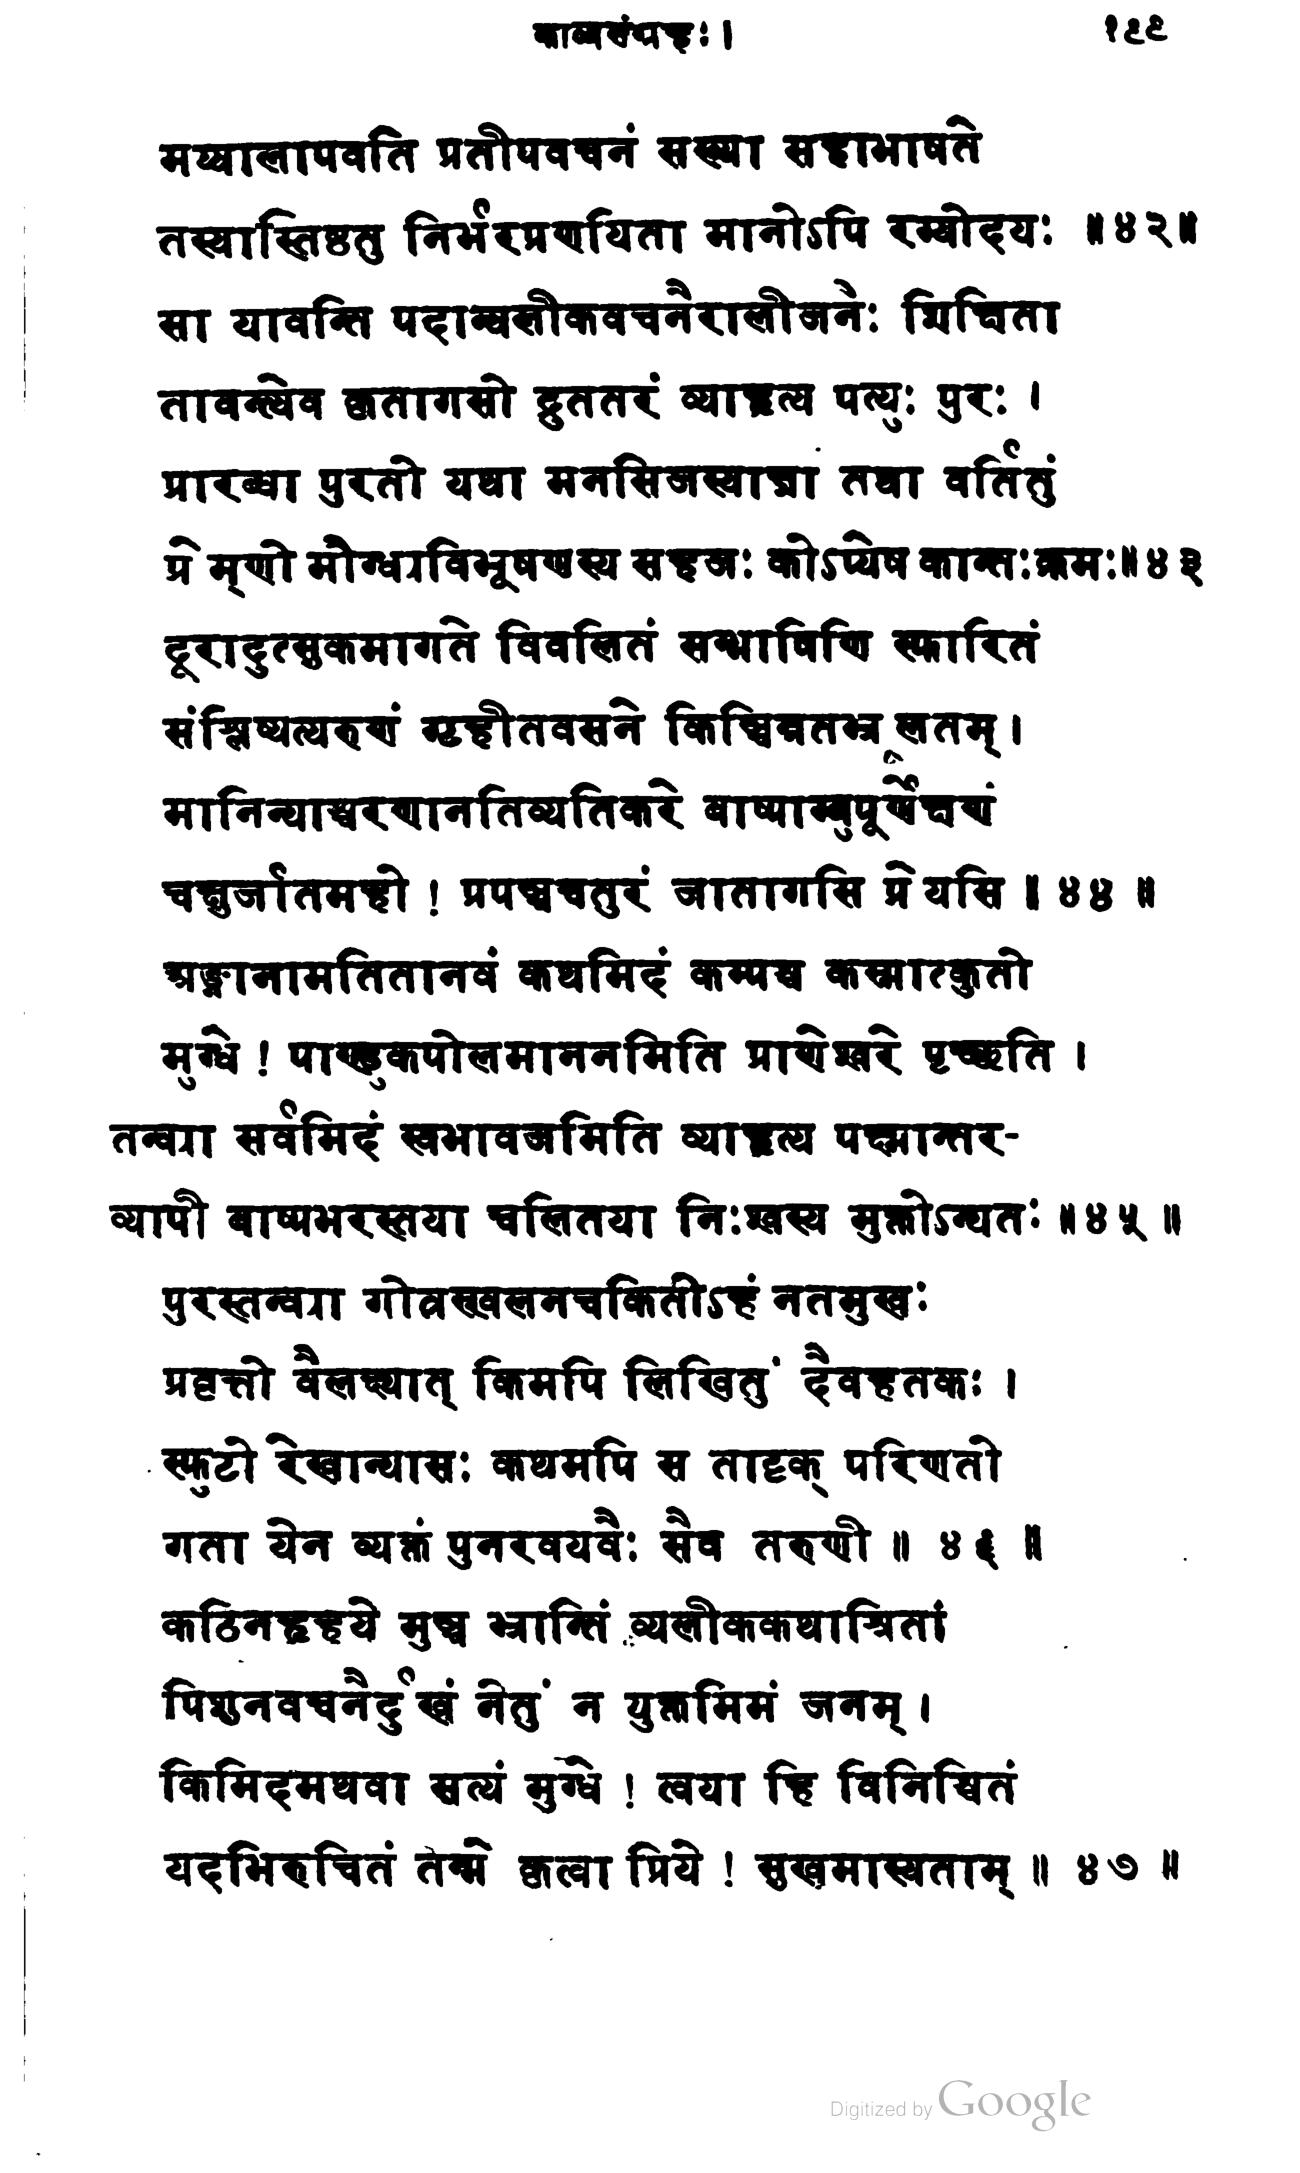 काव्यसंग्रहः।
१९९
मय्यालापवति प्रतीपवचनं सख्या सहाभाषते
तस्यास्तिष्ठतु निर्भरप्रणयिता मानोऽपि रम्योदयः ॥४२॥
सा यावन्ति पदान्यलीकवचनैरालीजनैः शिक्षिता
तावन्त्येव कृतागसो द्रुततरं व्याहृत्य पत्युः पुरः ।
प्रारब्धा पुरतो यथा मनसिजस्याज्ञा तथा वर्तितुं
प्रेम्णो मौग्ध्यविभूषणस्य सहजः कोऽप्येष कान्तःक्रमः॥४३
दूरादुत्सुकमागते विवलितं सम्भाषिणि स्फारितं
संश्लिष्यत्यरुणं गृहीतवसने किञ्चिन्नतभ्रूलतम्।
मानिन्याश्चरणानतिव्यतिकरे वाष्पाम्बुपूर्णेक्षणं
चक्षुर्जातमहो ! प्रपञ्चचतुरं जातागसि प्रेयसि ॥ ४४ ॥
अङ्गानामतितानवं कथमिदं कम्पश्च कस्मात्कुतो
मुग्धे ! पाण्डुकपोलमाननमिति प्राणेश्वरे पृच्छति ।
तन्व्या सर्वमिदं स्वभावजमिति व्याहृत्य पक्ष्मान्तर-
व्यापी बाष्पभरस्तया चलितया निःश्वस्य मुक्तोऽन्यतः ॥४५॥
पुरस्तन्व्या गोत्रस्खलनचकितोऽहं नतमुखः
प्रवृत्तो वैलक्ष्यात् किमपि लिखितुं दैवहतकः ।
स्फुटो रेखान्यासः कथमपि स तादृक् परिणतो
गता येन व्यक्तं पुनरवयवैः सैव तरुणी ॥ ४६ ॥
कठिनहृदये मुञ्च भ्रान्तिं व्यलीककथाश्रितां
पिशुनवचनैर्दुःखं नेतुं न युक्तमिमं जनम्।
किमिदमथवा सत्यं मुग्धे ! त्वया हि विनिश्चितं
यदभिरुचितं तन्मे कृत्वा प्रिये ! सुखमास्यताम् ॥ ४७ ॥
Digitized by Google